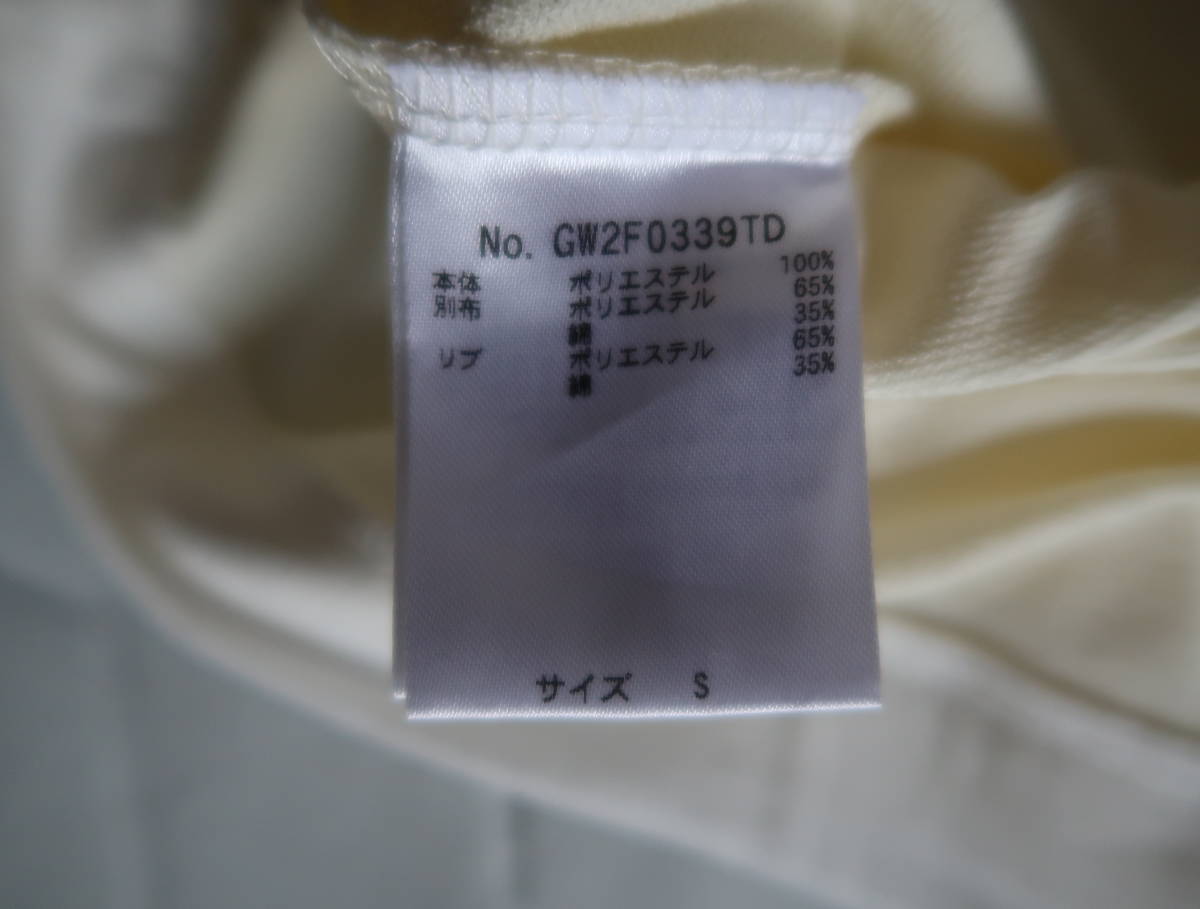 No. GW2F0339TD
本体 ポリエステル 100%
別布 ポリエステル 65%
綿 35%
リブ ポリエステル 65%
綿 35%
サイズ S